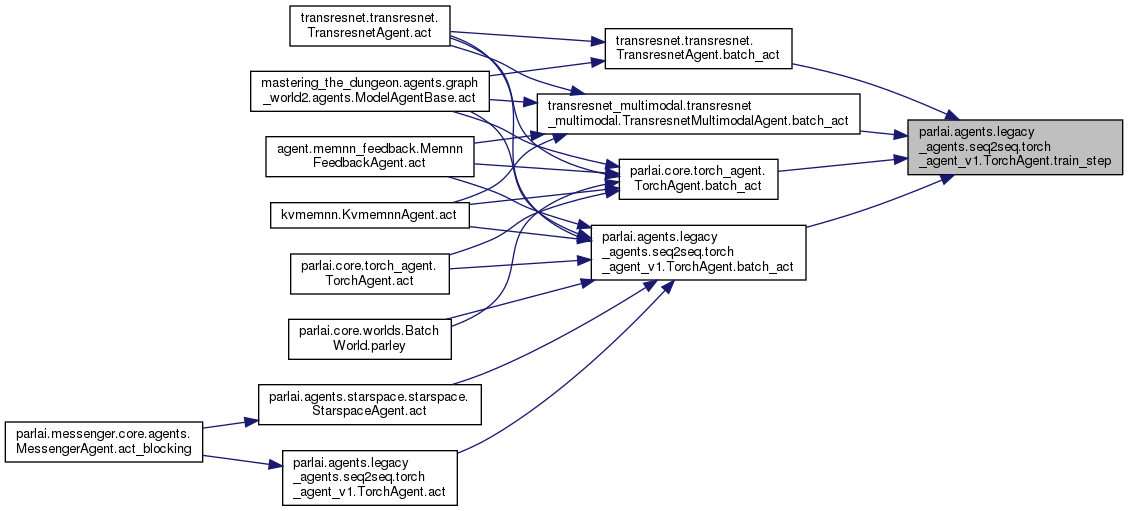 transresnet.transresnet.
TransresnetAgent.act
transresnet.transresnet.
TransresnetAgent.batch_act
mastering_the_dungeon.agents.graph
_world2.agents.ModelAgentBase.act
transresnet_multimodal.transresnet
_multimodal.TransresnetMultimodalAgent.batch_act
parlai.agents.legacy
_agents.seq2seq.torch
_agent_v1.TorchAgent.train_step
agent.memnn_feedback.Memnn
FeedbackAgent.act
parlai.core.torch_agent.
TorchAgent.batch_act
kvmemnn.KvmemnnAgent.act
parlai.agents.legacy
_agents.seq2seq.torch
_agent_v1.TorchAgent.batch_act
parlai.core.torch_agent.
TorchAgent.act
parlai.core.worlds.Batch
World.parley
parlai.agents.starspace.starspace.
StarspaceAgent.act
parlai.messenger.core.agents.
MessengerAgent.act_blocking
parlai.agents.legacy
_agents.seq2seq.torch
_agent_v1.TorchAgent.act